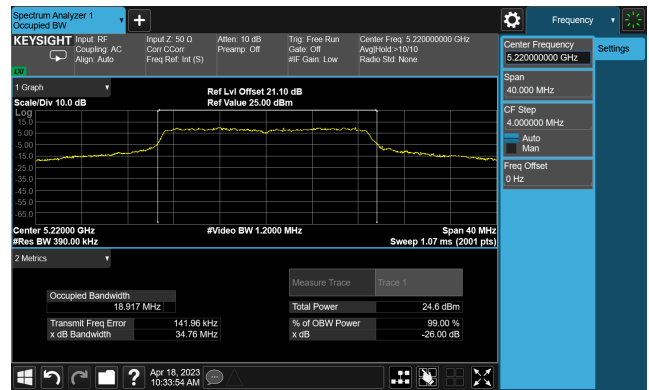 Spectrum Analyzer 1
Occupied BW
Frequency
KEYSIGHT
Input: RF
Coupling: AC
Align: Auto
Input Z: 50 Ω
Corr CCorr
Freq Ref: Int (S)
Atten: 10 dB
Preamp: Off
Trig: Free Run
Gate: Off
#IF Gain: Low
Center Freq: 5.220000000 GHz
Avg|Hold:>10/10
Radio Std: None
LXI
Center Frequency
5.220000000 GHz
Settings
Span
40.000 MHz
CF Step
4.000000 MHz
Auto
Man
Freq Offset
0 Hz
1 Graph
Scale/Div 10.0 dB
Ref Lvl Offset 21.10 dB
Ref Value 25.00 dBm
Log
15.0
5.00
-5.00
-15.0
-25.0
-35.0
-45.0
-55.0
-65.0
Center 5.22000 GHz
#Video BW 1.2000 MHz
Span 40 MHz
#Res BW 390.00 kHz
Sweep 1.07 ms (2001 pts)
2 Metrics
Measure Trace
Trace 1
Occupied Bandwidth
18.917 MHz
Total Power
24.6 dBm
Transmit Freq Error
141.96 kHz
% of OBW Power
99.00 %
x dB Bandwidth
34.76 MHz
x dB
-26.00 dB
?
Apr 18, 2023
10:33:54 AM